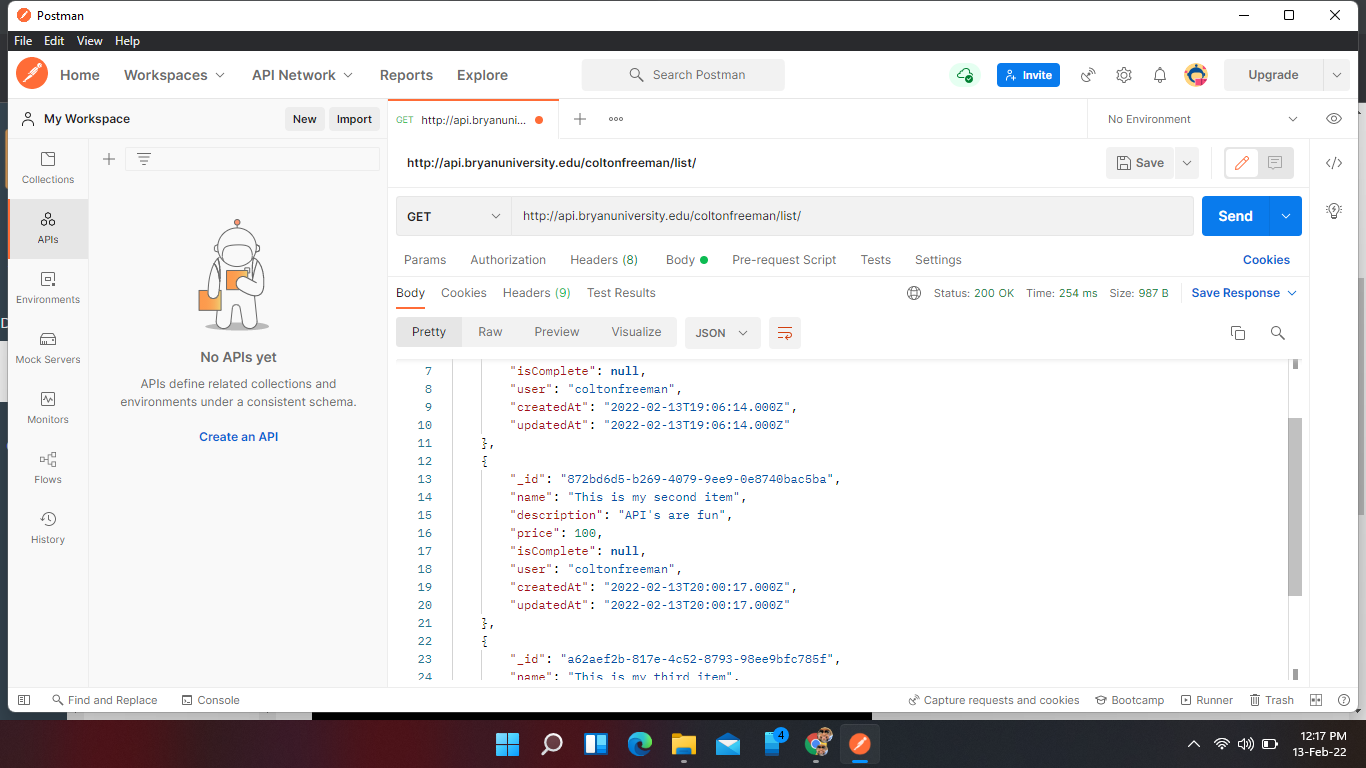 Postman
File Edit View Help
Home Workspaces API Network Reports Explore Search Postman Invite Upgrade
My Workspace New Import GET http://api.bryanuni... No Environment
http://api.bryanuniversity.edu/coltonfreeman/list/ Save
Collections
APIs
Environments
Mock Servers
Monitors
Flows
History
No APIs yet
APIs define related collections and
environments under a consistent schema.
Create an API
GET http://api.bryanuniversity.edu/coltonfreeman/list/ Send
Params Authorization Headers (8) Body Pre-request Script Tests Settings Cookies
Body Cookies Headers (9) Test Results Status: 200 OK Time: 254 ms Size: 987 B Save Response
Pretty Raw Preview Visualize JSON
7 "isComplete": null,
8 "user": "coltonfreeman",
9 "createdAt": "2022-02-13T19:06:14.000Z",
10 "updatedAt": "2022-02-13T19:06:14.000Z"
11 },
12 {
13 "_id": "872bd6d5-b269-4079-9ee9-0e8740bac5ba",
14 "name": "This is my second item",
15 "description": "API's are fun",
16 "price": 100,
17 "isComplete": null,
18 "user": "coltonfreeman",
19 "createdAt": "2022-02-13T20:00:17.000Z",
20 "updatedAt": "2022-02-13T20:00:17.000Z"
21 },
22 {
23 "_id": "a62aef2b-817e-4c52-8793-98ee9bfc785f",
24 "name": "This is my third item",
Find and Replace Console Capture requests and cookies Bootcamp Runner Trash
4
12:17 PM
13-Feb-22